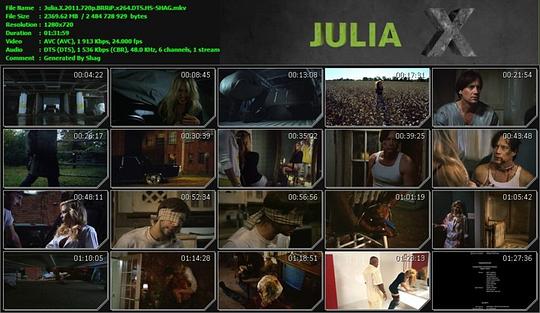 File Name : Julia.X.2011.720p.BRRiP.x264.DTS.HS-SHAG.mkv
File Size : 2369.62 MB / 2 484 728 929 bytes
Resolution : 1280x720
Duration : 01:31:59
Video : AVC (AVC), 1 913 Kbps, 24.000 fps
Audio : DTS (DTS), 1 536 Kbps (CBR), 48.0 KHz, 6 channels, 1 stream
Comment : Generated By Shag
JULIA X
00:04:22
00:08:45
00:13:08
00:17:31
00:21:54
00:26:17
00:30:39
00:35:02
00:39:25
00:43:48
00:48:11
00:52:34
00:56:56
01:01:19
01:05:42
01:10:05
01:14:28
01:18:51
01:23:13
01:27:36